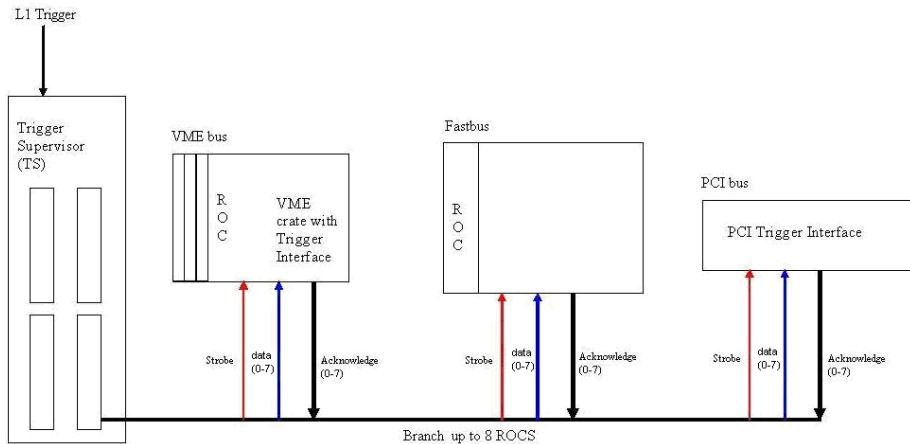 L1 Trigger
Trigger
Supervisor
(TS)
VME bus
R
O
C
VME
crate with
Trigger
Interface
Fastbus
R
O
C
PCI bus
PCI Trigger Interface
Strobe
data
(0-7)
Acknowledge
(0-7)
Strobe
data
(0-7)
Acknowledge
(0-7)
Strobe
data
(0-7)
Acknowledge
(0-7)
Branch up to 8 ROCS